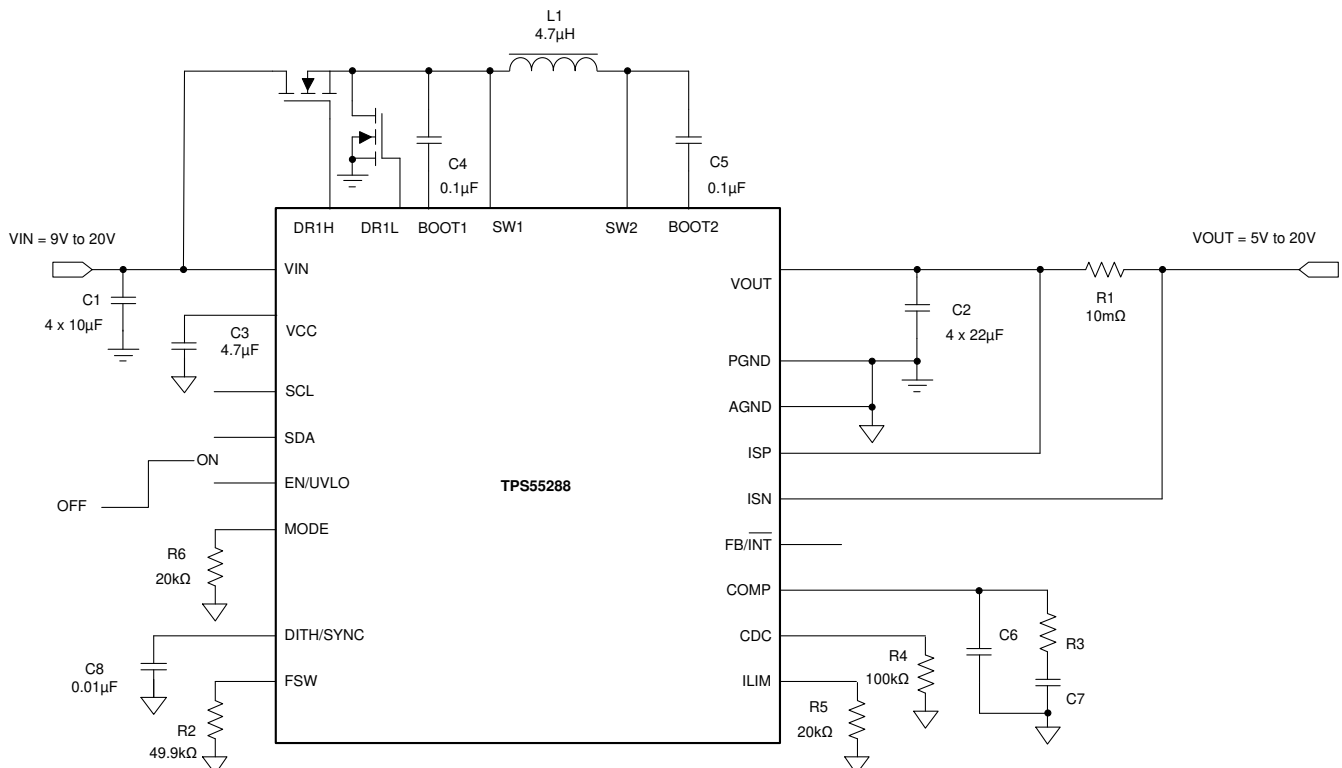 L1
4.7µH
C4
0.1µF
C5
0.1µF
DR1H
DR1L
BOOT1
SW1
SW2
BOOT2
VIN = 9V to 20V
VOUT = 5V to 20V
VIN
VOUT
C1
4 x 10µF
C3
4.7µF
VCC
C2
4 x 22µF
R1
10mΩ
PGND
SCL
AGND
SDA
ISP
ON
OFF
EN/UVLO
TPS55288
ISN
MODE
FB/INT
R6
20kΩ
COMP
DITH/SYNC
CDC
C6
R3
C8
0.01µF
FSW
ILIM
R4
100kΩ
C7
R2
49.9kΩ
R5
20kΩ